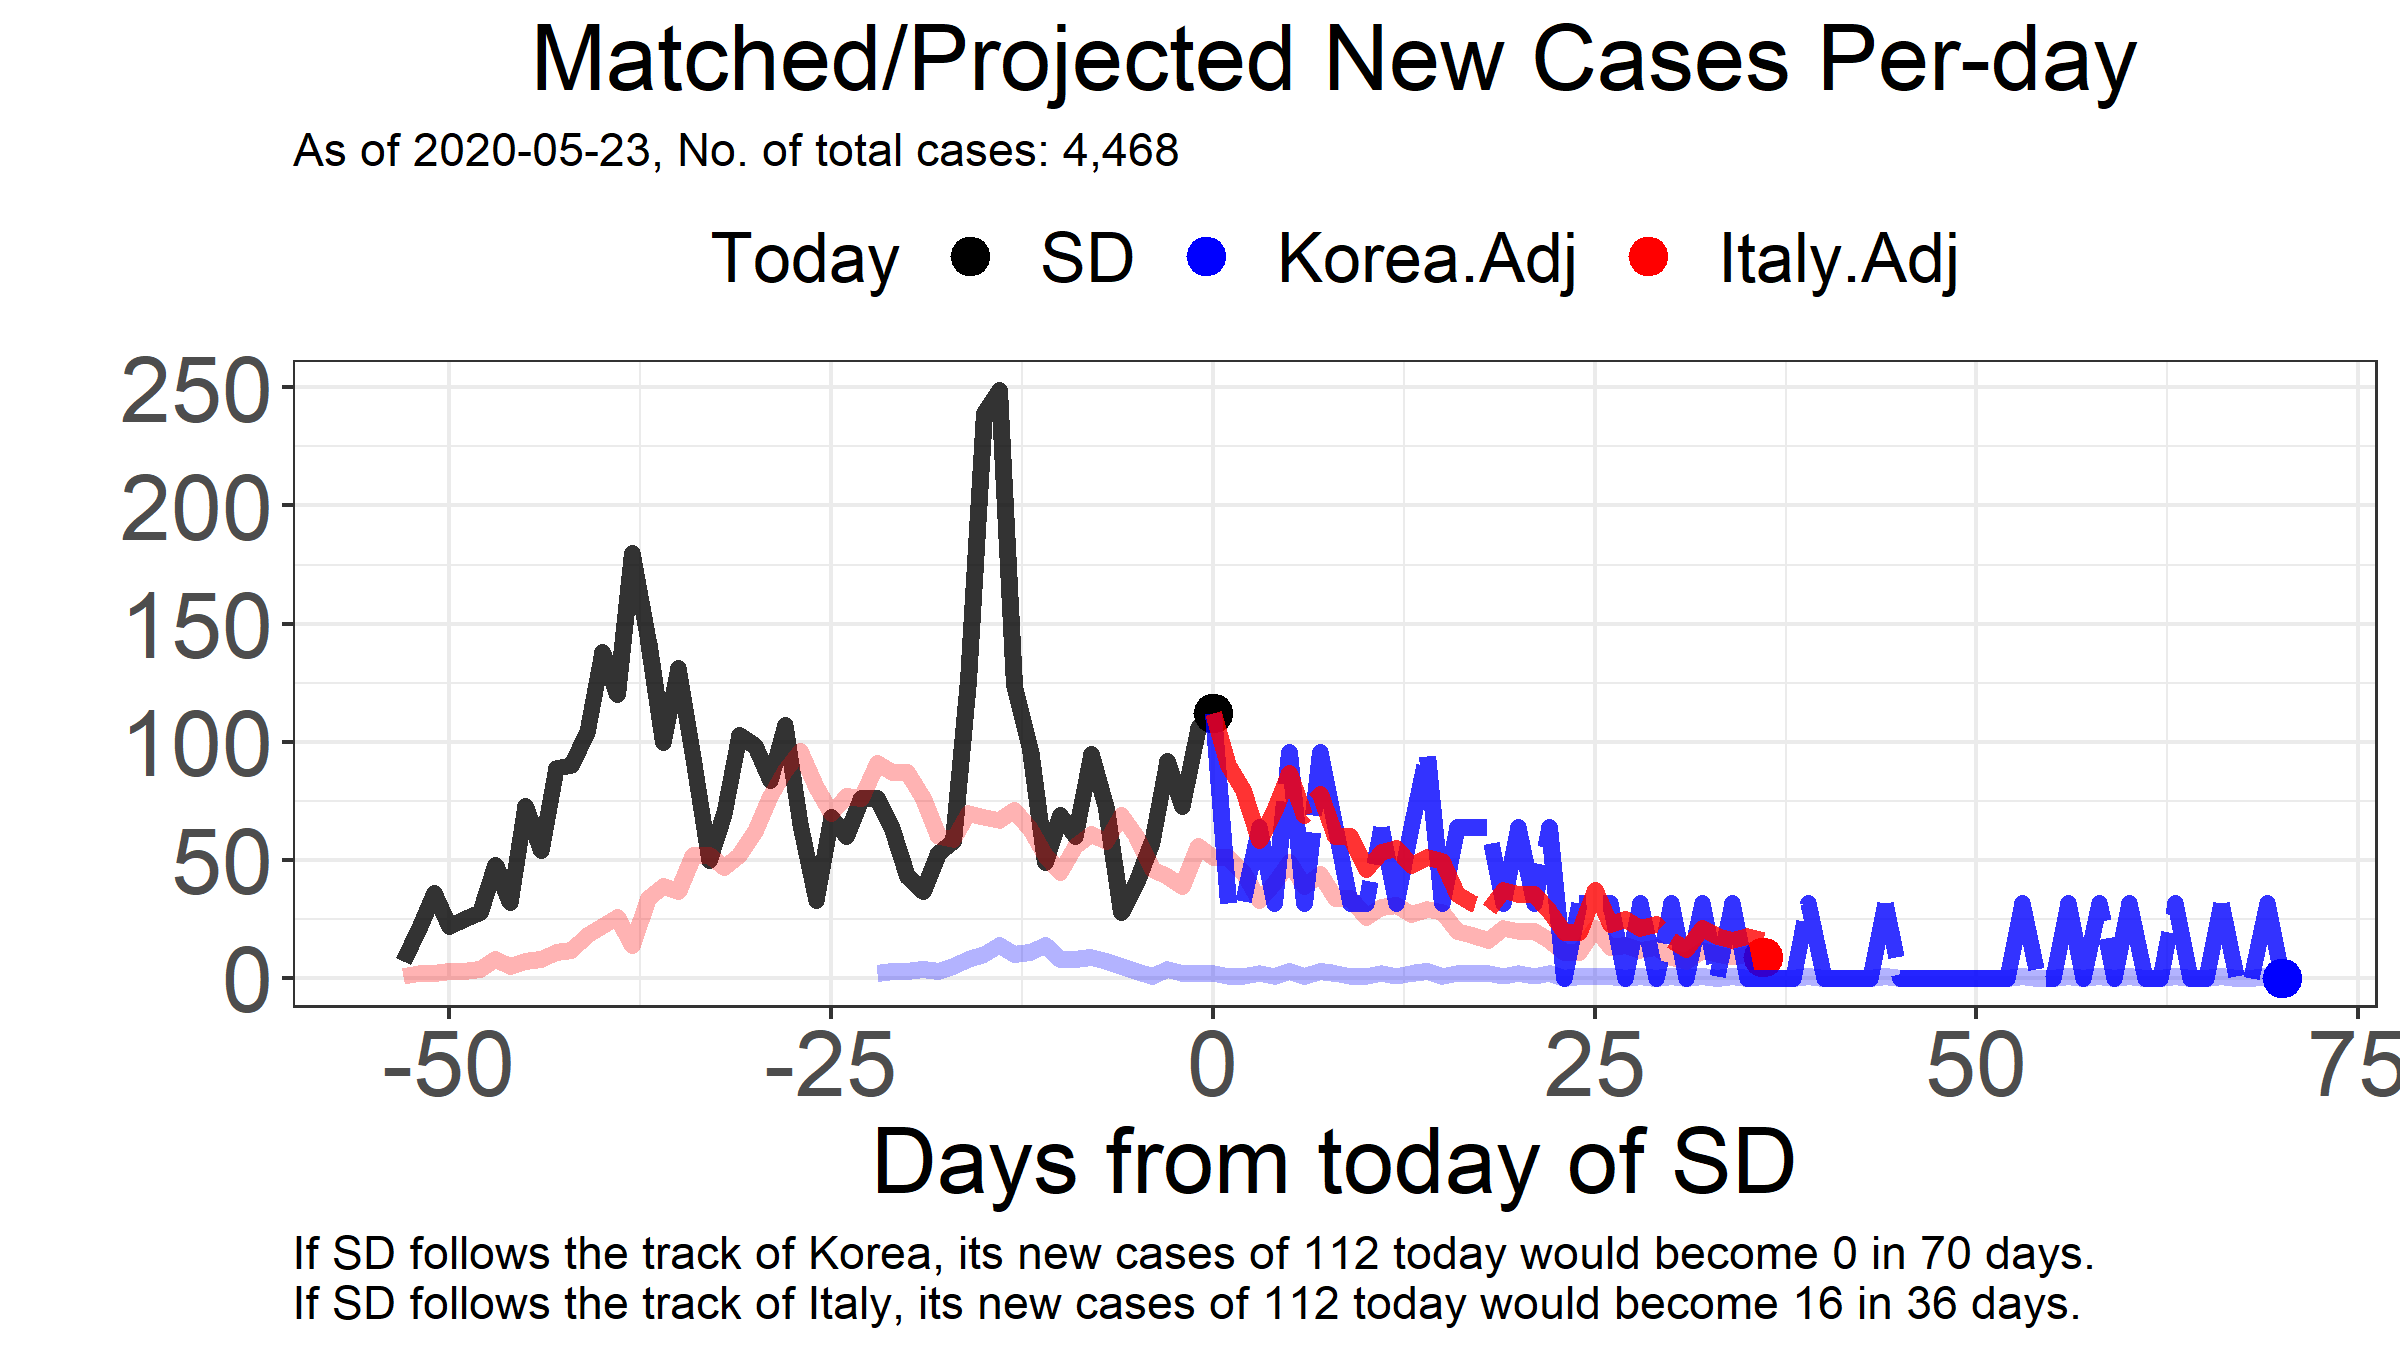 Matched/Projected New Cases Per-day
As of 2020-05-23, No. of total cases: 4,468
Today SD Korea.Adj Italy.Adj
250
200
150
100
50
0
-50 -25 0 25 50 75
Days from today of SD
If SD follows the track of Korea, its new cases of 112 today would become 0 in 70 days.
If SD follows the track of Italy, its new cases of 112 today would become 16 in 36 days.